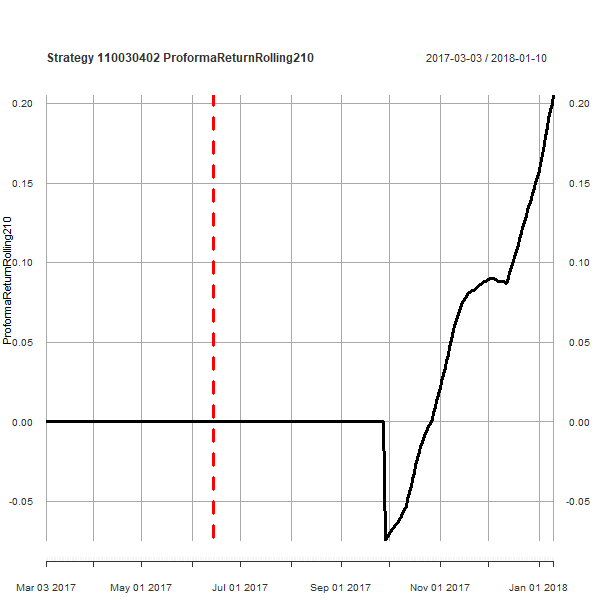 Strategy 110030402 ProformaReturnRolling210
2017-03-03 / 2018-01-10
0.20 0.20
0.15 0.15
0.10 0.10
0.05 0.05
0.00 0.00
-0.05 -0.05
ProformaReturnRolling210
Mar 03 2017 May 01 2017 Jul 01 2017 Sep 01 2017 Nov 01 2017 Jan 01 2018